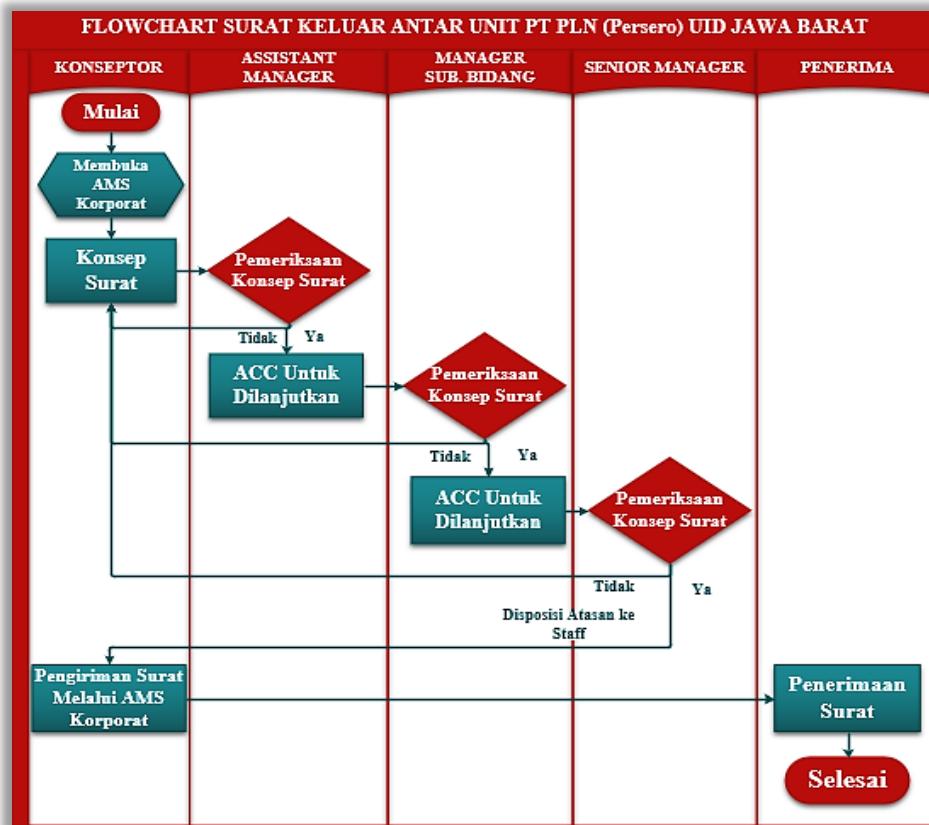 FLOWCHART SURAT KELUAR ANTAR UNIT PT PLN (Persero) UID JAWA BARAT
KONSEPTOR
ASSISTANT
MANAGER
MANAGER
SUB. BIDANG
SENIOR MANAGER
PENERIMA
Mulai
Membuka
AMS
Korporat
Konsep
Surat
Pemeriksaan
Konsep Surat
Tidak
Ya
ACC Untuk
Dilanjutkan
Pemeriksaan
Konsep Surat
Tidak
Ya
ACC Untuk
Dilanjutkan
Pemeriksaan
Konsep Surat
Tidak
Ya
Disposisi Atasan ke
Staff
Pengiriman Surat
Melalui AMS
Korporat
Penerimaan
Surat
Selesai